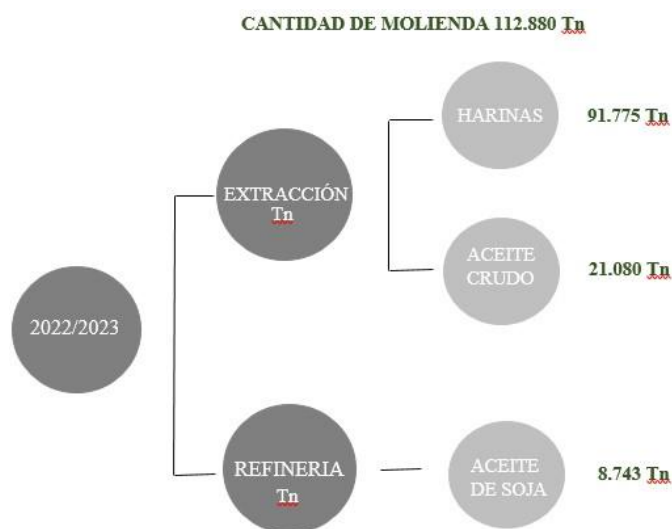 CANTIDAD DE MOLIENDA 112.880 Tn
HARINAS
91.775 Tn
EXTRACCIÓN
Tn
ACEITE
CRUDO
21.080 Tn
2022/2023
REFINERIA
Tn
ACEITE
DE SOJA
8.743 Tn